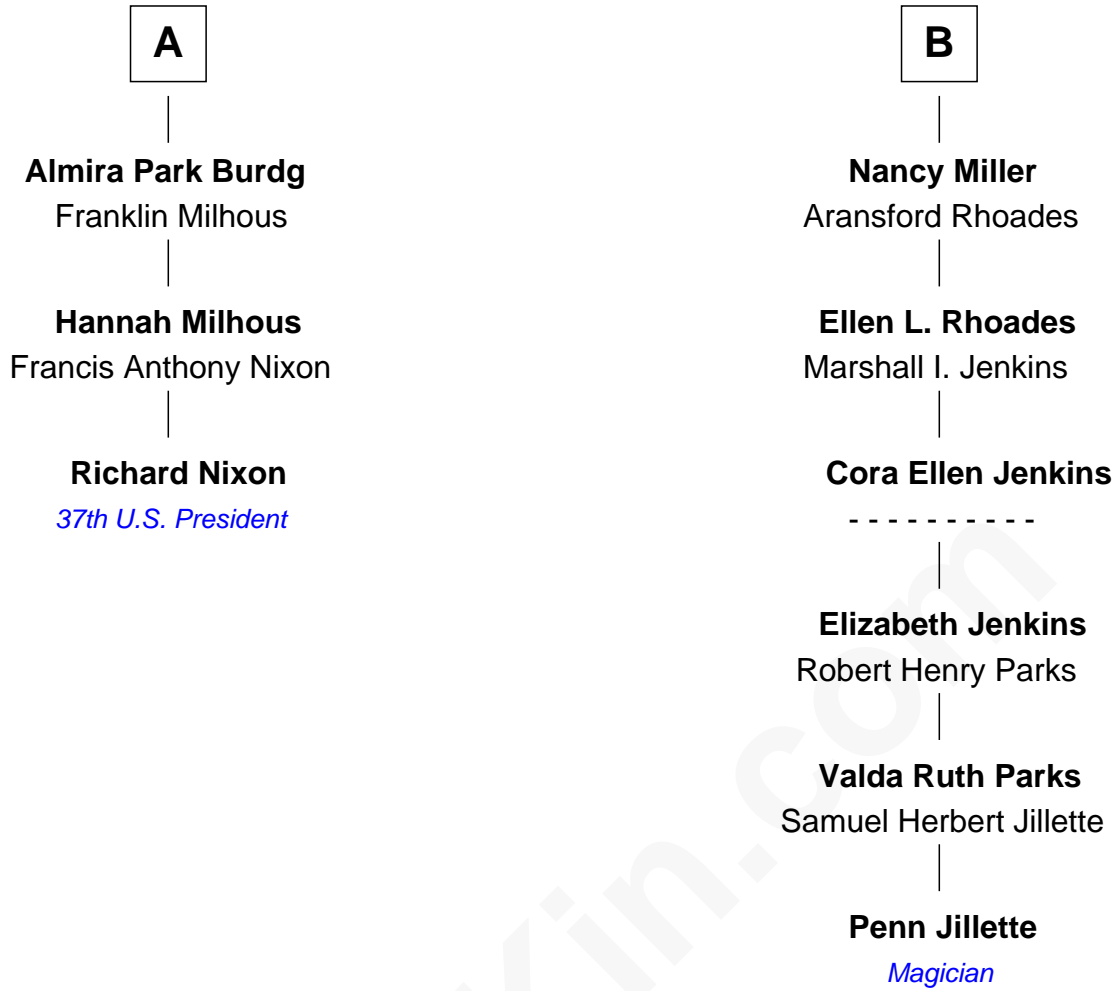 A
Almira Park Burdg
Franklin Milhous
Hannah Milhous
Francis Anthony Nixon
Richard Nixon
37th U.S. President
B
Nancy Miller
Aransford Rhoades
Ellen L. Rhoades
Marshall I. Jenkins
Cora Ellen Jenkins
- - - - - - - - - -
Elizabeth Jenkins
Robert Henry Parks
Valda Ruth Parks
Samuel Herbert Jillette
Penn Jillette
Magician
Kin.com